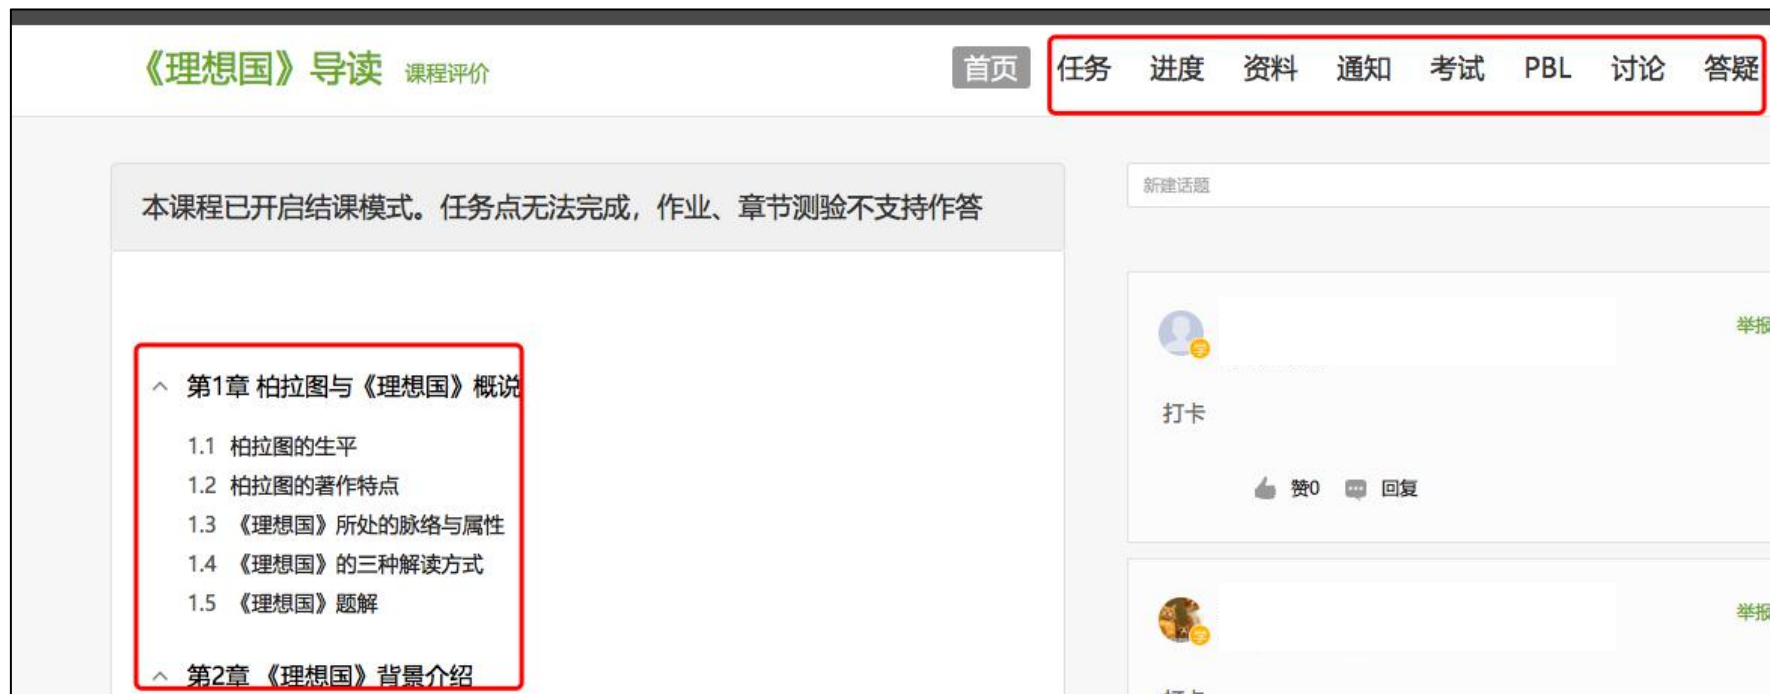 《理想国》导读 课程评价
首页 任务 进度 资料 通知 考试 PBL 讨论 答疑
本课程已开启结课模式。任务点无法完成，作业、章节测验不支持作答
第1章 柏拉图与《理想国》概说
1.1 柏拉图的生平
1.2 柏拉图的著作特点
1.3 《理想国》所处的脉络与属性
1.4 《理想国》的三种解读方式
1.5 《理想国》题解
第2章 《理想国》背景介绍
新建话题
学
举报
打卡
赞0 回复
学
举报
打卡